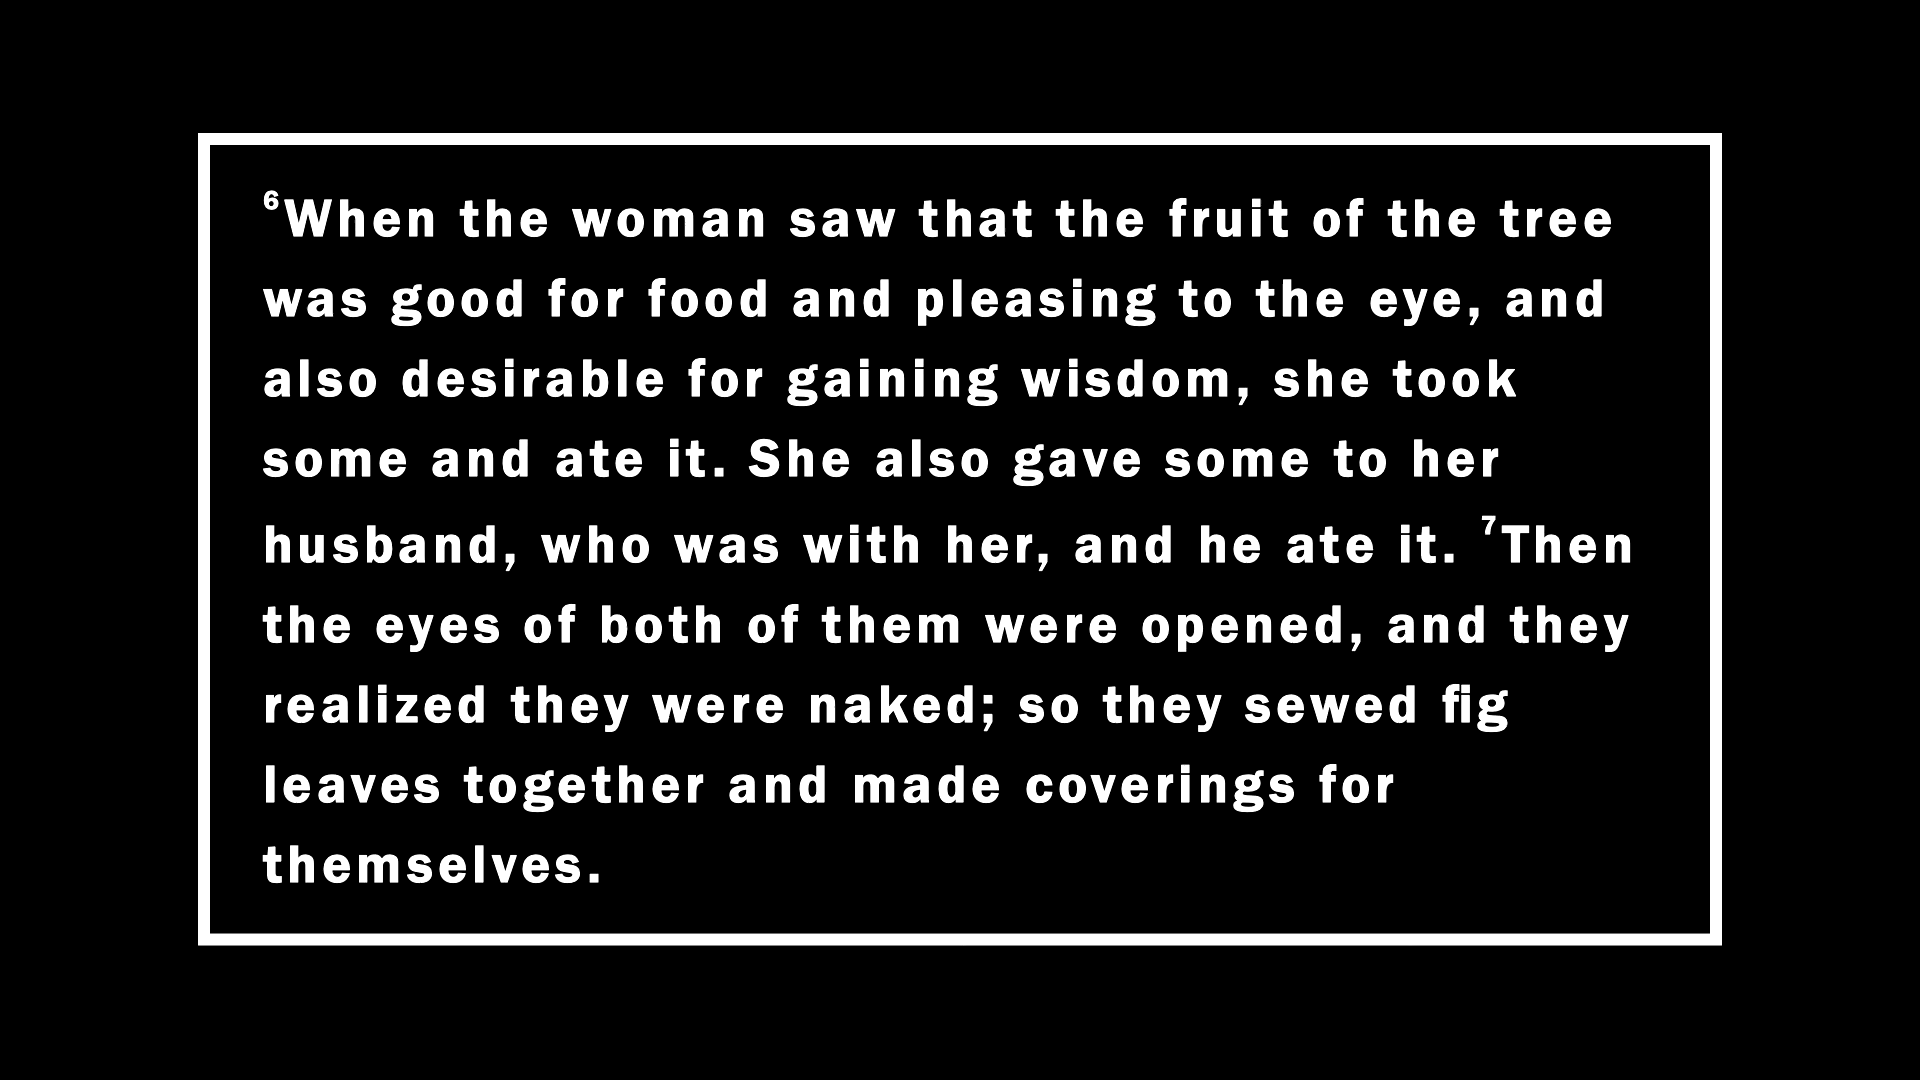 ⁶When the woman saw that the fruit of the tree
was good for food and pleasing to the eye, and
also desirable for gaining wisdom, she took
some and ate it. She also gave some to her
husband, who was with her, and he ate it. ⁷Then
the eyes of both of them were opened, and they
realized they were naked; so they sewed fig
leaves together and made coverings for
themselves.